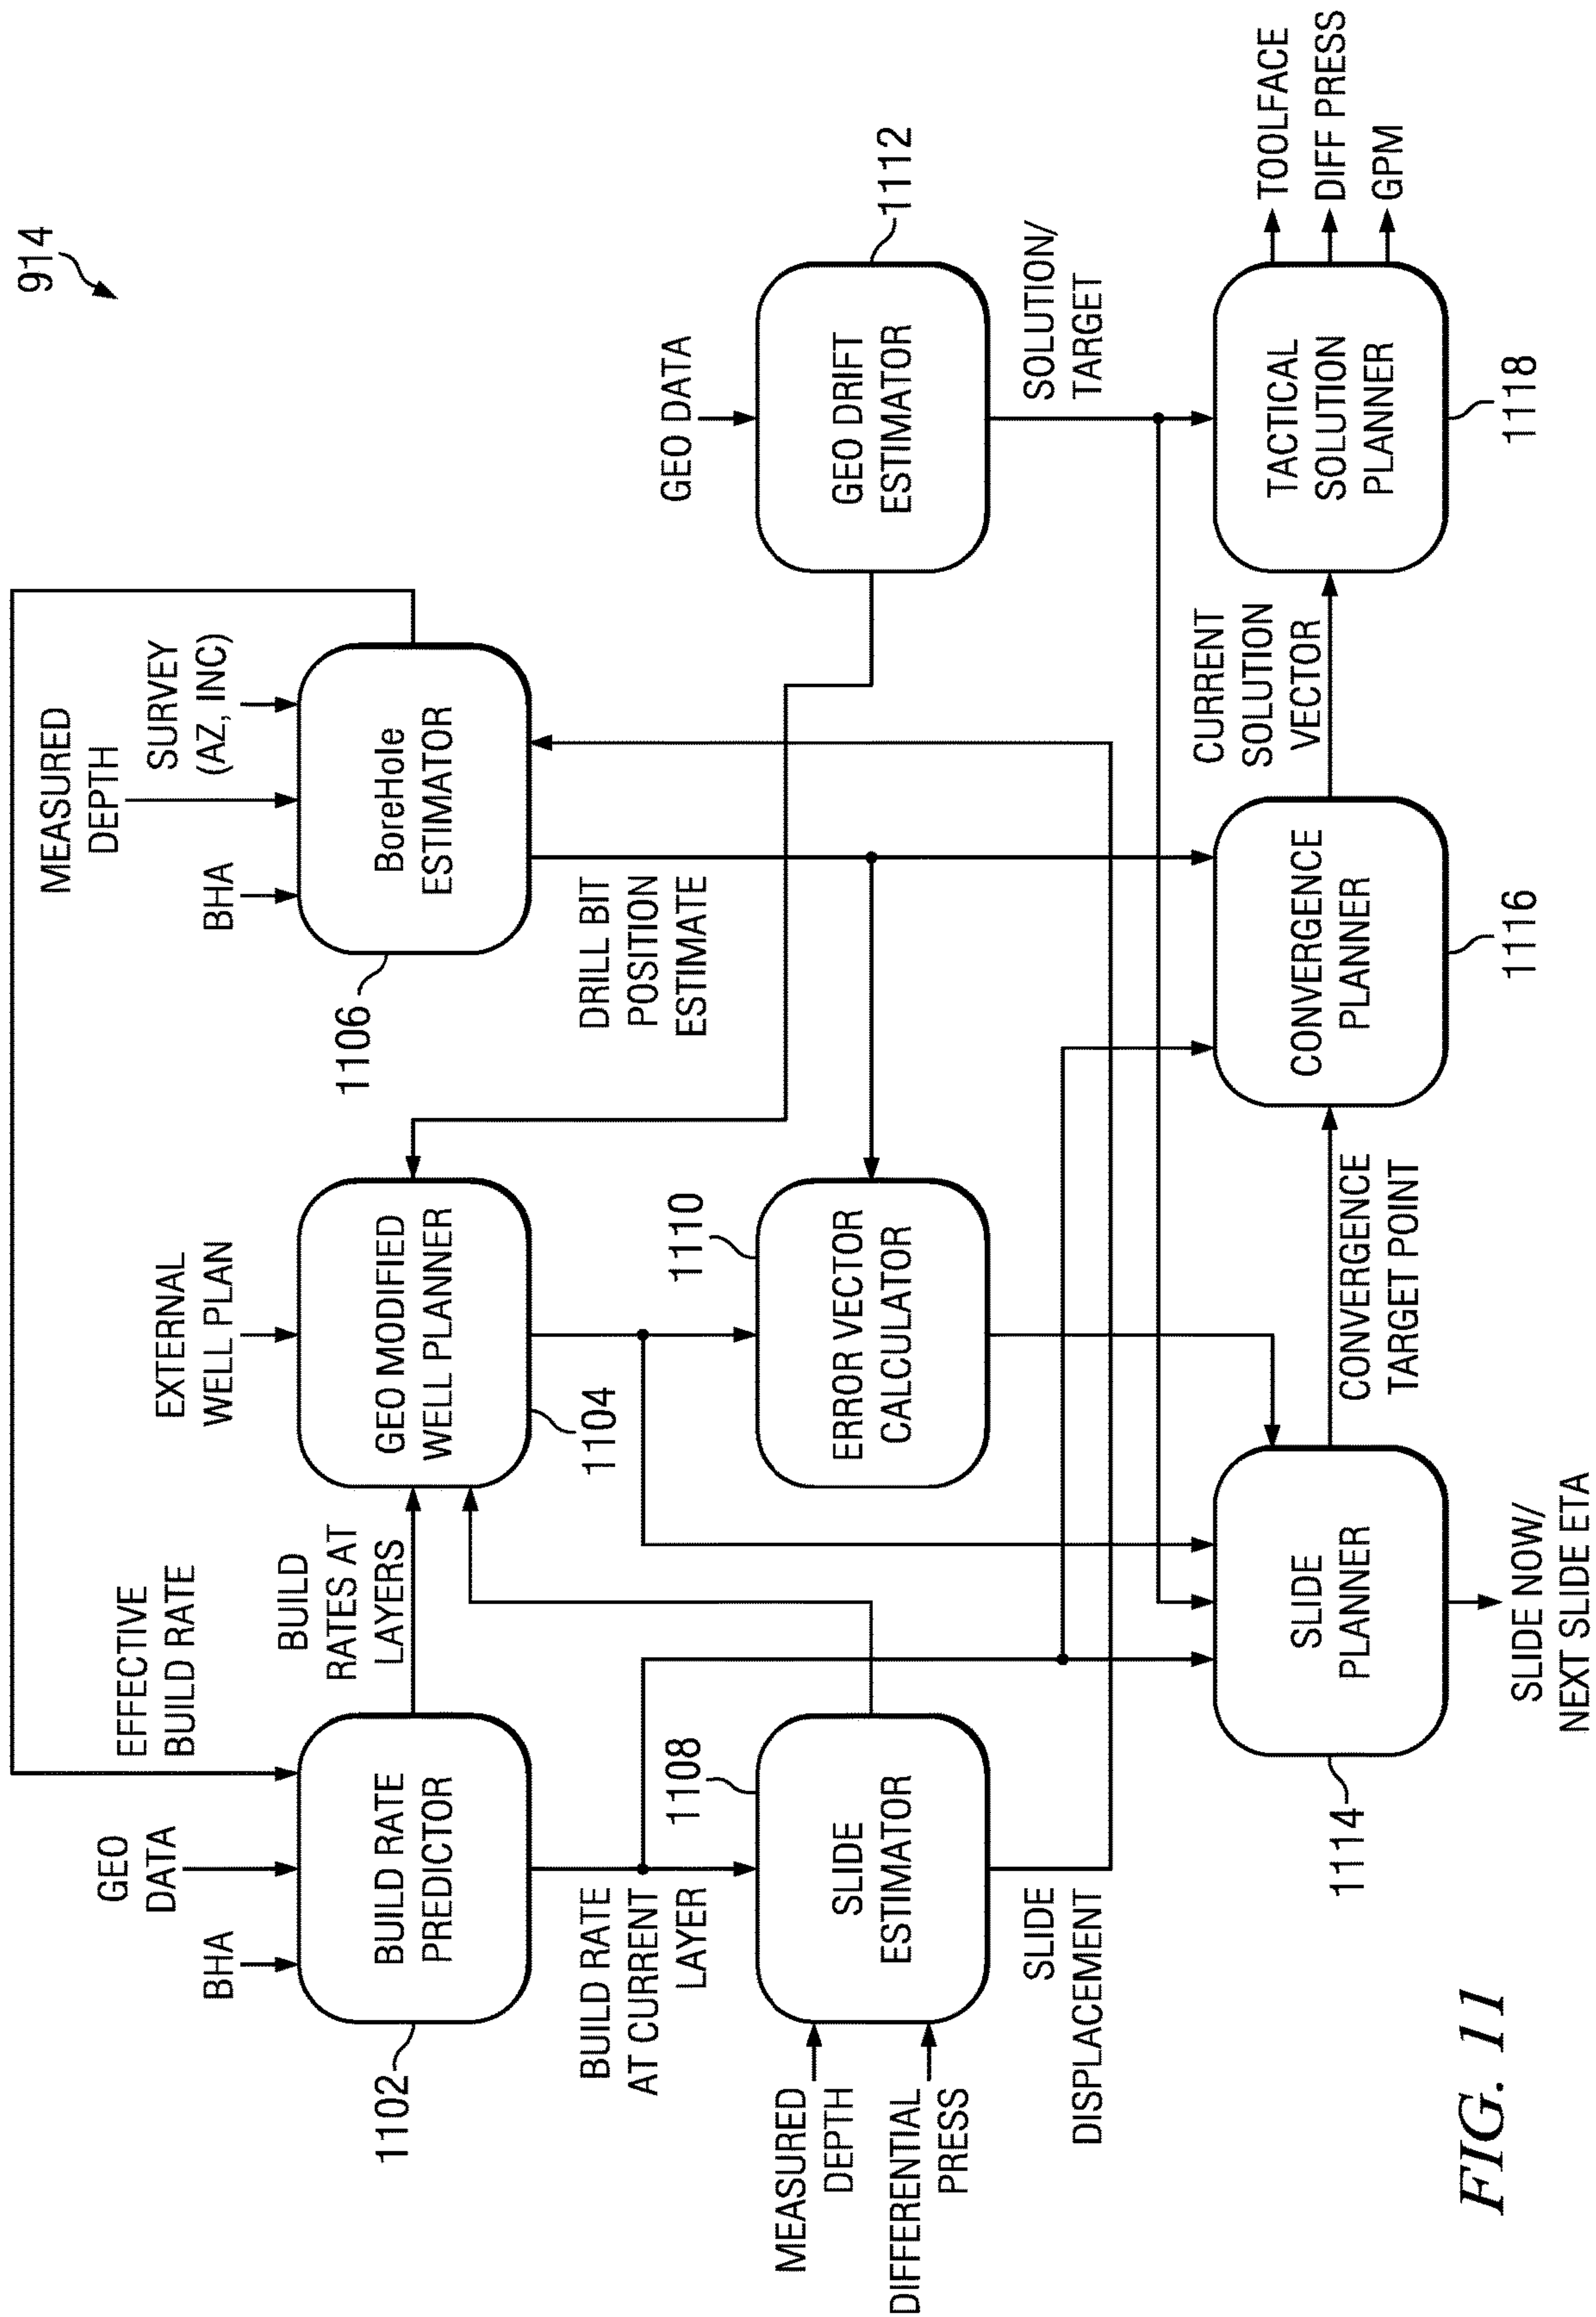 914
EFFECTIVE
BUILD RATE
GEO
DATA
BHA
BUILD RATE
PREDICTOR
1102
BUILD
RATES AT
LAYERS
EXTERNAL
WELL PLAN
GEO MODIFIED
WELL PLANNER
1104
MEASURED
DEPTH
SURVEY
(AZ, INC)
BHA
BoreHole
ESTIMATOR
1106
BUILD RATE
AT CURRENT
LAYER
1108
MEASURED
DEPTH
DIFFERENTIAL
PRESS
SLIDE
ESTIMATOR
SLIDE
DISPLACEMENT
1110
ERROR VECTOR
CALCULATOR
DRILL BIT
POSITION
ESTIMATE
GEO DATA
GEO DRIFT
ESTIMATOR
1112
SOLUTION/
TARGET
SLIDE
PLANNER
1114
SLIDE NOW/
NEXT SLIDE ETA
CONVERGENCE
TARGET POINT
CONVERGENCE
PLANNER
1116
CURRENT
SOLUTION
VECTOR
TACTICAL
SOLUTION
PLANNER
1118
TOOLFACE
DIFF PRESS
GPM
FIG. 11